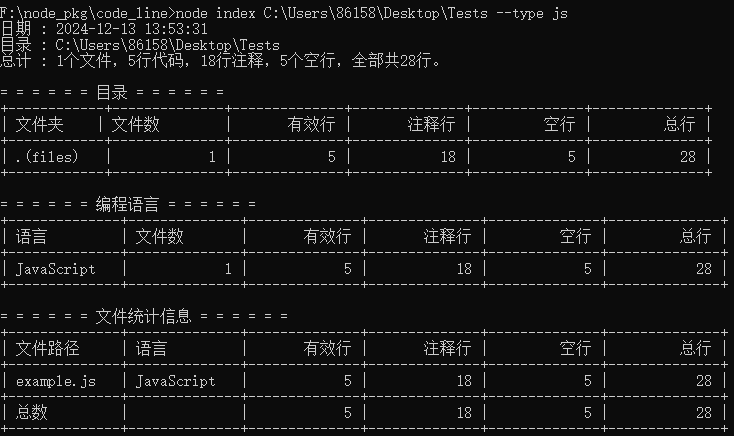 F:\node_pkg\code_line>node index C:\Users\86158\Desktop\Tests --type js
日期 : 2024-12-13 13:53:31
目录 : C:\Users\86158\Desktop\Tests
总计 : 1个文件，5行代码，18行注释，5个空行，全部共28行。
= = = = = = 目录 = = = = = =
+-----------+---------------+--------------+--------------+--------------+--------------+
| 文件夹 | 文件数 | 有效行 | 注释行 | 空行 | 总行 |
+-----------+---------------+--------------+--------------+--------------+--------------+
| .(files) | 1 | 5 | 18 | 5 | 28 |
+-----------+---------------+--------------+--------------+--------------+--------------+
= = = = = = 编程语言 = = = = = =
+--------------+--------------+--------------+--------------+--------------+--------------+
| 语言 | 文件数 | 有效行 | 注释行 | 空行 | 总行 |
+--------------+--------------+--------------+--------------+--------------+--------------+
| JavaScript | 1 | 5 | 18 | 5 | 28 |
+--------------+--------------+--------------+--------------+--------------+--------------+
= = = = = = 文件统计信息 = = = = = =
+--------------+--------------+--------------+--------------+--------------+--------------+
| 文件路径 | 语言 | 有效行 | 注释行 | 空行 | 总行 |
+--------------+--------------+--------------+--------------+--------------+--------------+
| example.js | JavaScript | 5 | 18 | 5 | 28 |
+--------------+--------------+--------------+--------------+--------------+--------------+
| 总数 | | 5 | 18 | 5 | 28 |
+--------------+--------------+--------------+--------------+--------------+--------------+